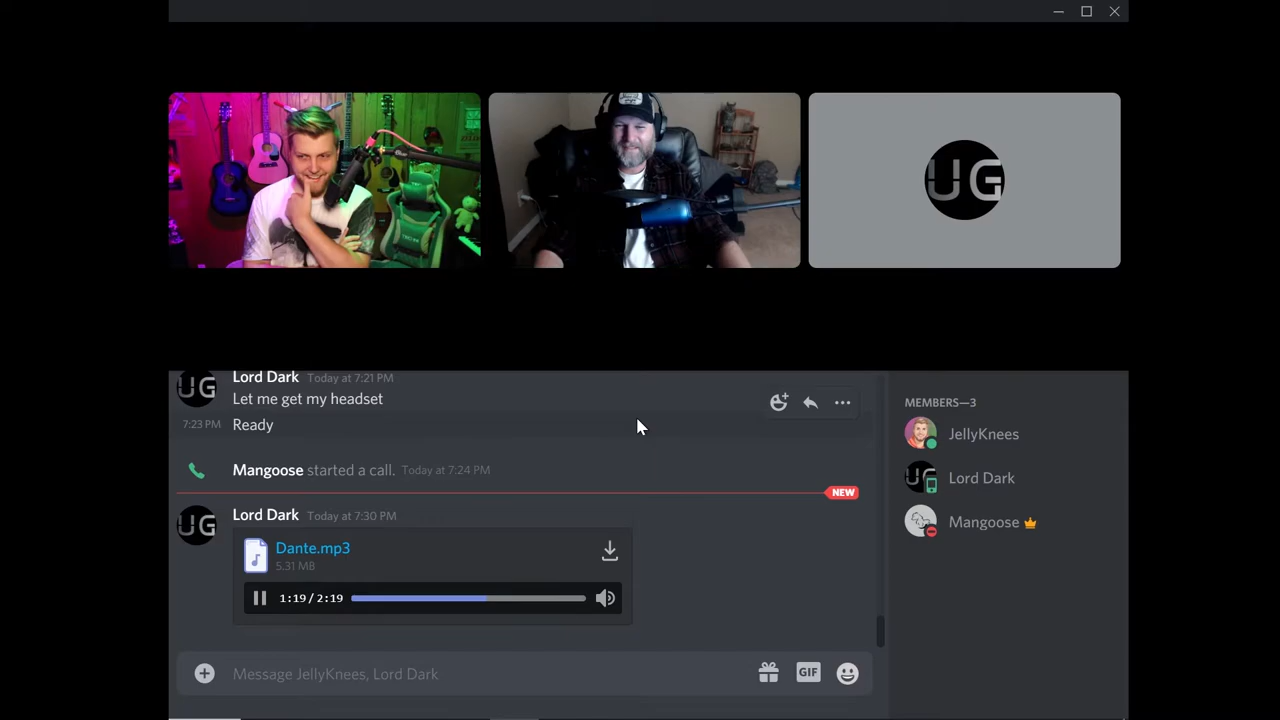 UG
Lord Dark Today at 7:21 PM
Let me get my headset
7:23 PM Ready
Mangoose started a call. Today at 7:24 PM
NEW
Lord Dark Today at 7:30 PM
Dante.mp3
5.31 MB
1:19/2:19
Message JellyKnees, Lord Dark
GIF
MEMBERS—3
JellyKnees
Lord Dark
Mangoose